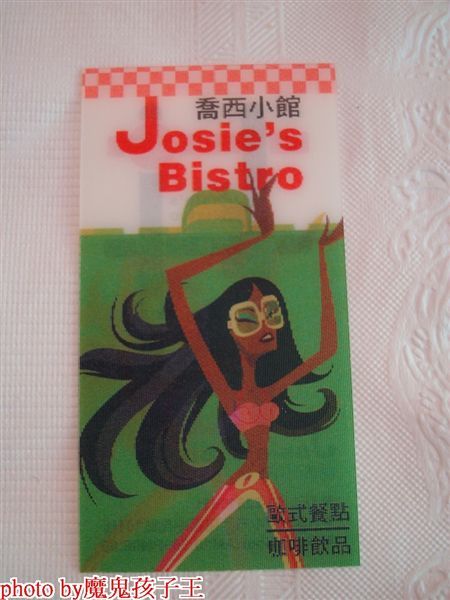 喬西小館
Josie's
Bistro
歐式餐點
咖啡飲品
photo by魔鬼孩子王